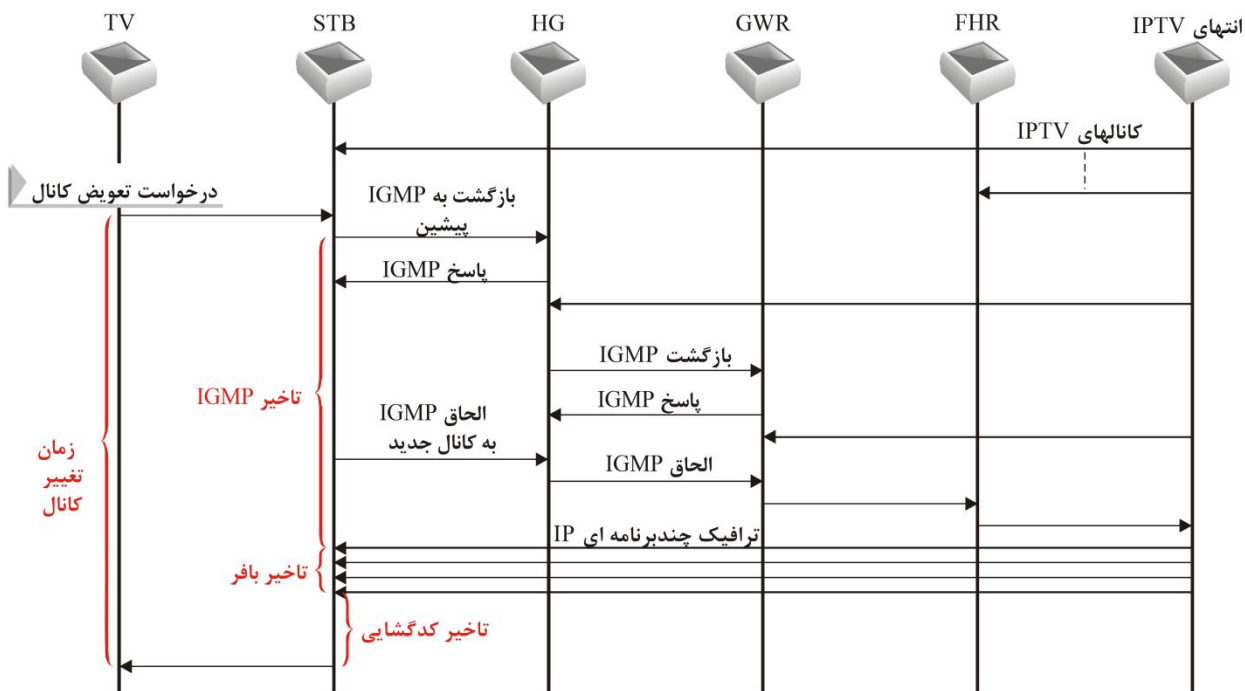 TV
STB
HG
GWR
FHR
انتهای IPTV
کانالهای IPTV
درخواست تعویض کانال
بازگشت به IGMP
پیشین
پاسخ IGMP
بازگشت IGMP
پاسخ IGMP
تاخیر IGMP
الحاق IGMP
به کانال جدید
الحاق IGMP
زمان
تغییر
کانال
ترافیک چندبرنامه ای IP
تاخیر بافر
تاخیر کدگشایی